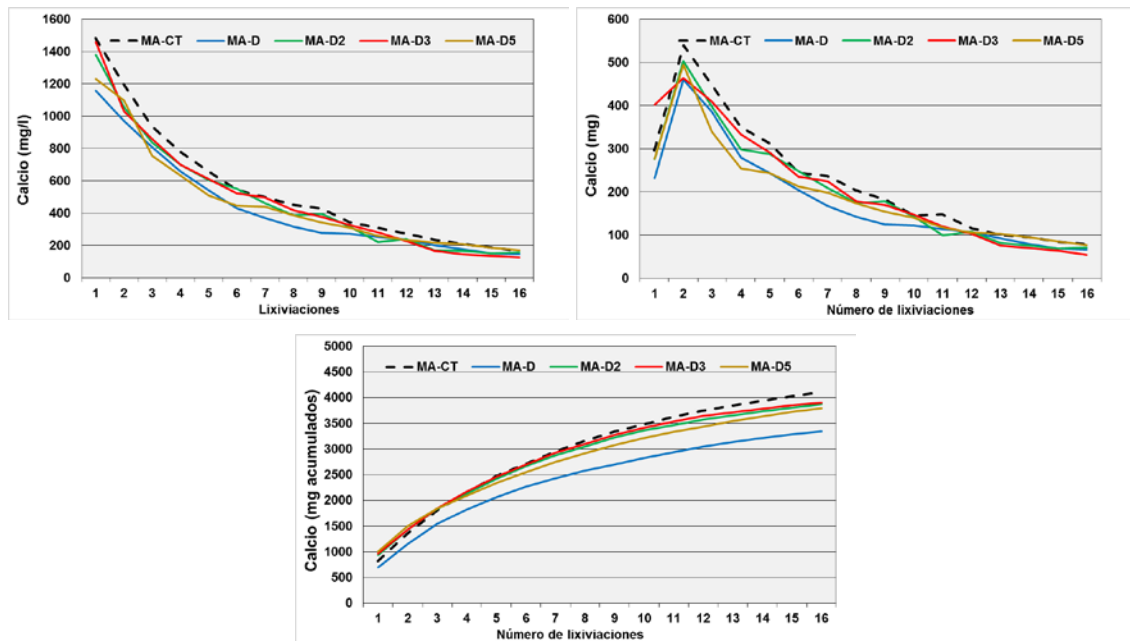 MA-CT MA-D MA-D2 MA-D3 MA-D5
Calcio (mg/l)
1600
1400
1200
1000
800
600
400
200
0
1 2 3 4 5 6 7 8 9 10 11 12 13 14 15 16
Lixiviaciones
MA-CT MA-D MA-D2 MA-D3 MA-D5
Calcio (mg)
600
500
400
300
200
100
0
1 2 3 4 5 6 7 8 9 10 11 12 13 14 15 16
Número de lixiviaciones
MA-CT MA-D MA-D2 MA-D3 MA-D5
Calcio (mg acumulados)
5000
4500
4000
3500
3000
2500
2000
1500
1000
500
0
1 2 3 4 5 6 7 8 9 10 11 12 13 14 15 16
Número de lixiviaciones